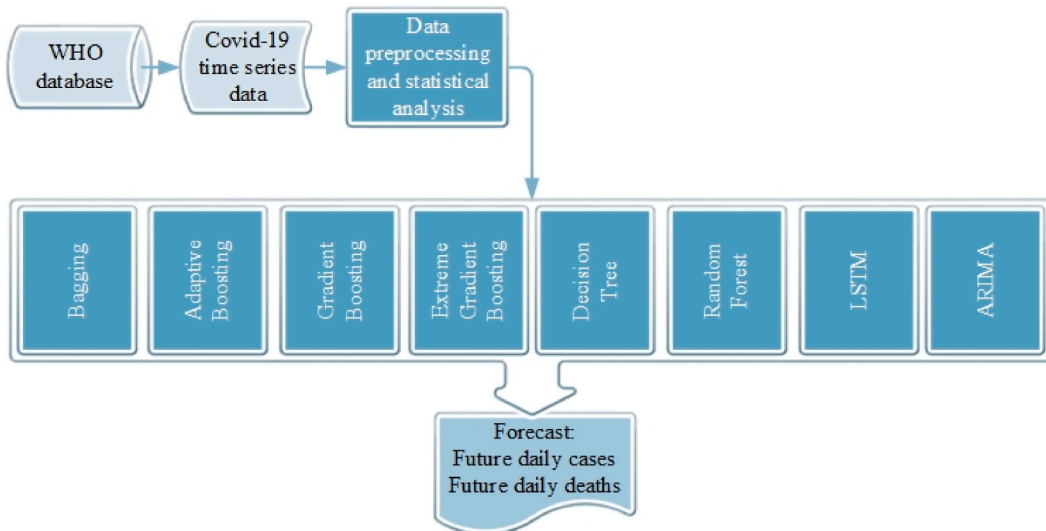 WHO
database
Covid-19
time series
data
Data
preprocessing
and statistical
analysis
Bagging
Adaptive
Boosting
Gradient
Boosting
Extreme
Gradient
Boosting
Decision
Tree
Random
Forest
LSTM
ARIMA
Forecast:
Future daily cases
Future daily deaths